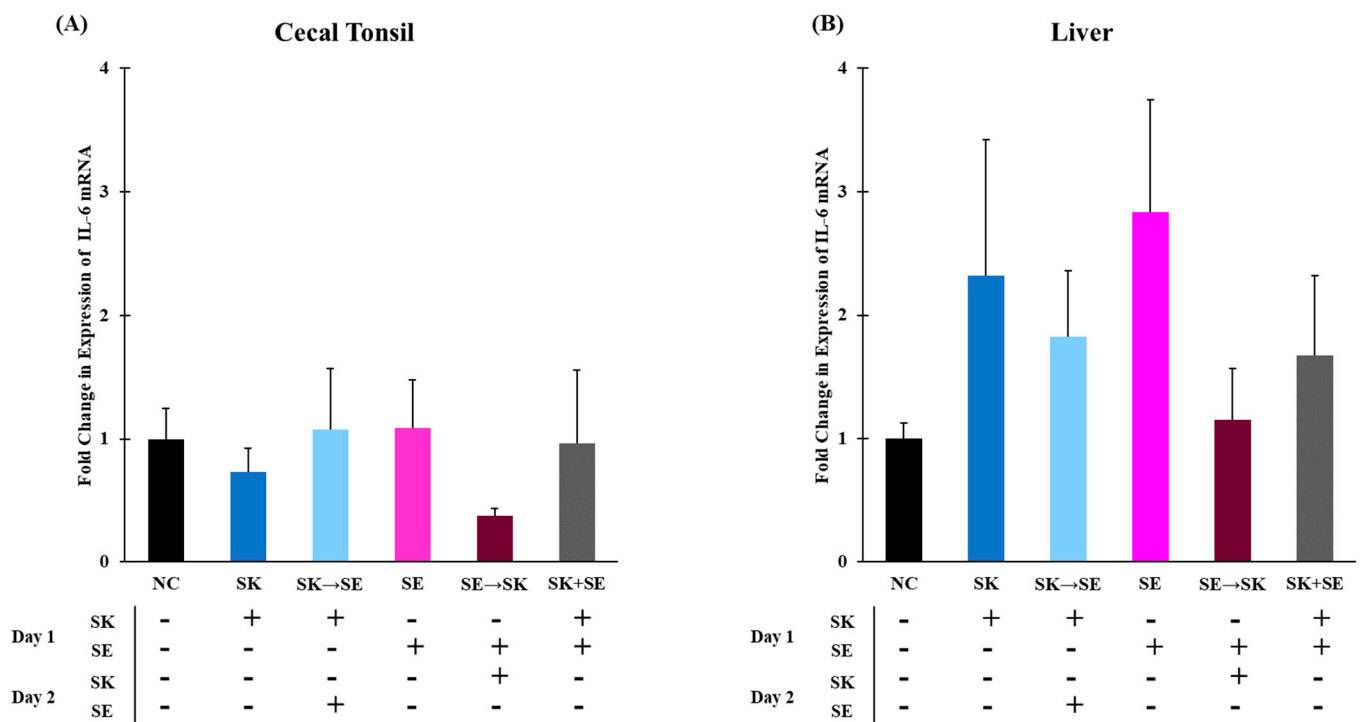 (A)
Cecal Tonsil
Fold Change in Expression of IL-6 mRNA
4
3
2
1
0
NC SK SK→SE SE SE→SK SK+SE
Day 1
SK - + + - - +
SE - - - + + +
Day 2
SK - - - - + -
SE - - + - - -
(B)
Liver
Fold Change in Expression of IL-6 mRNA
4
3
2
1
0
NC SK SK→SE SE SE→SK SK+SE
Day 1
SK - + + - - +
SE - - - + + +
Day 2
SK - - - - + -
SE - - + - - -